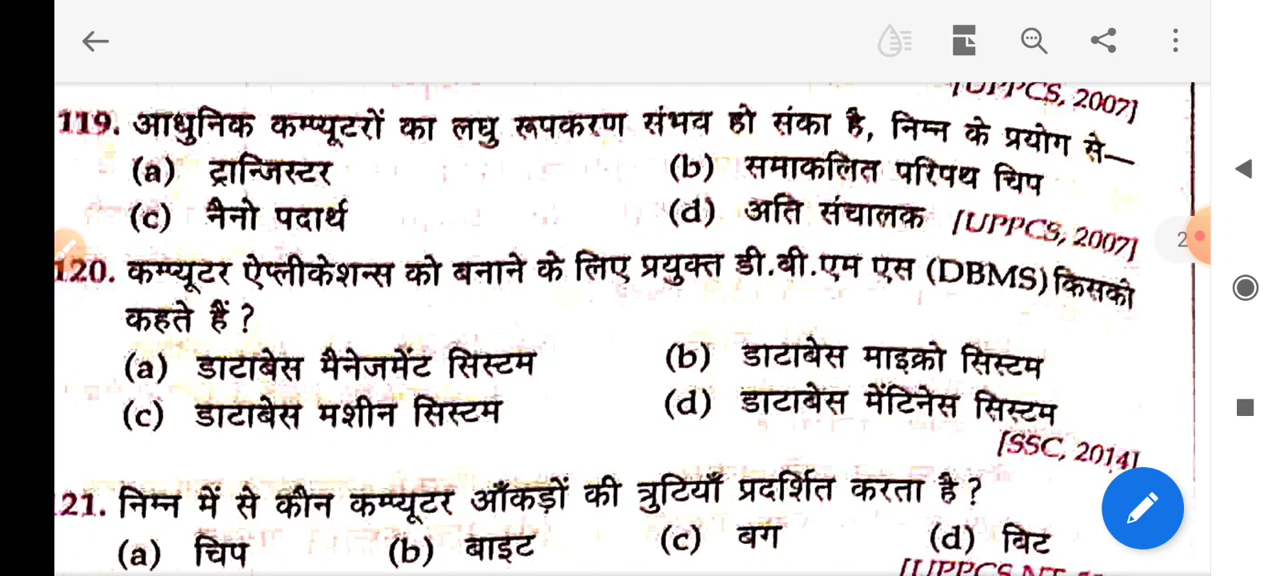 [UPPCS, 2007]
119. आधुनिक कम्प्यूटरों का लघु रूपकरण संभव हो संका है, निम्न के प्रयोग से—
(a) ट्रान्जिस्टर (b) समाकलित परिपथ चिप
(c) नैनो पदार्थ (d) अति संचालक [UPPCS, 2007]
2
120. कम्प्यूटर ऐप्लीकेशन्स को बनाने के लिए प्रयुक्त डी.बी.एम एस (DBMS) किसको
कहते हैं ?
(a) डाटाबेस मैनेजमेंट सिस्टम (b) डाटाबेस माइक्रो सिस्टम
(c) डाटाबेस मशीन सिस्टम (d) डाटाबेस मेंटिनेस सिस्टम
[SSC, 2014]
121. निम्न में से कौन कम्प्यूटर आँकड़ों की त्रुटियाँ प्रदर्शित करता है ?
(a) चिप (b) बाइट (c) बग (d) बिट